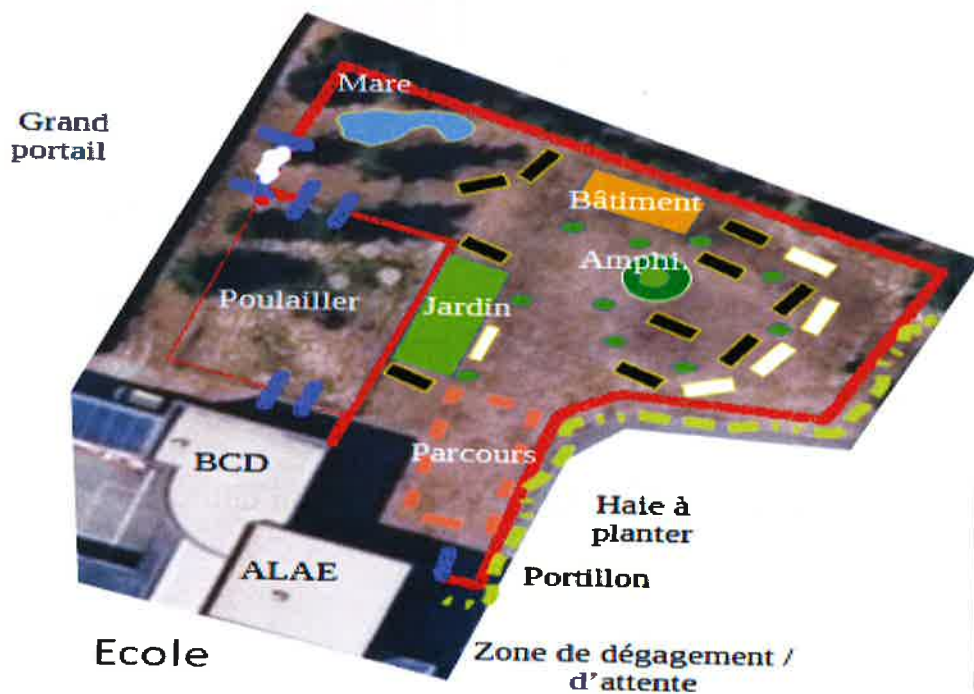 Mare
Grand
portail
Bâtiment
Amphi.
Poulailler
Jardin
Parcours
BCD
Haie à
planter
ALAE
Portillon
Ecole
Zone de dégagement /
d'attente